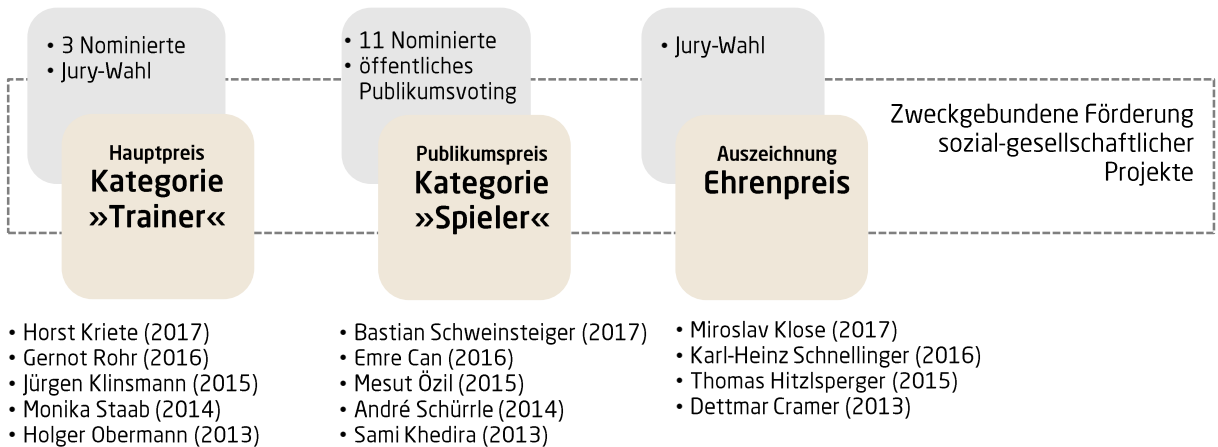 • 3 Nominierte
• Jury-Wahl
Hauptpreis
Kategorie
»Trainer«
• 11 Nominierte
• öffentliches
Publikumsvoting
Publikumspreis
Kategorie
»Spieler«
• Jury-Wahl
Auszeichnung
Ehrenpreis
Zweckgebundene Förderung
sozial-gesellschaftlicher
Projekte
• Horst Kriete (2017)
• Gernot Rohr (2016)
• Jürgen Klinsmann (2015)
• Monika Staab (2014)
• Holger Obermann (2013)
• Bastian Schweinsteiger (2017)
• Emre Can (2016)
• Mesut Özil (2015)
• André Schürrle (2014)
• Sami Khedira (2013)
• Miroslav Klose (2017)
• Karl-Heinz Schnellinger (2016)
• Thomas Hitzlsperger (2015)
• Dettmar Cramer (2013)